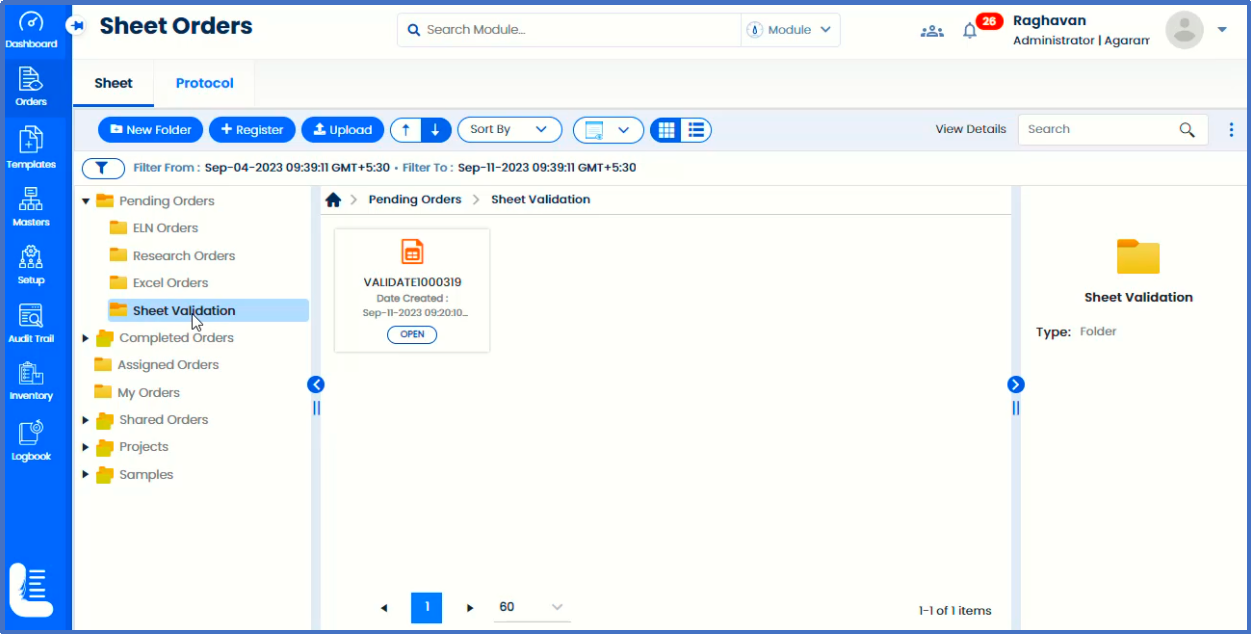 Sheet Orders
Search Module...
Module
26
Raghavan
Administrator | Agaram
Dashboard
Orders
Templates
Masters
Setup
Audit Trail
Inventory
Logbook
Sheet
Protocol
New Folder
+ Register
Upload
Sort By
View Details
Search
Filter From : Sep-04-2023 09:39:11 GMT+5:30 • Filter To : Sep-11-2023 09:39:11 GMT+5:30
Pending Orders
ELN Orders
Research Orders
Excel Orders
Sheet Validation
Completed Orders
Assigned Orders
My Orders
Shared Orders
Projects
Samples
Pending Orders > Sheet Validation
VALIDATE1000319
Date Created :
Sep-11-2023 09:20:10...
OPEN
1
60
1-1 of 1 items
Sheet Validation
Type: Folder